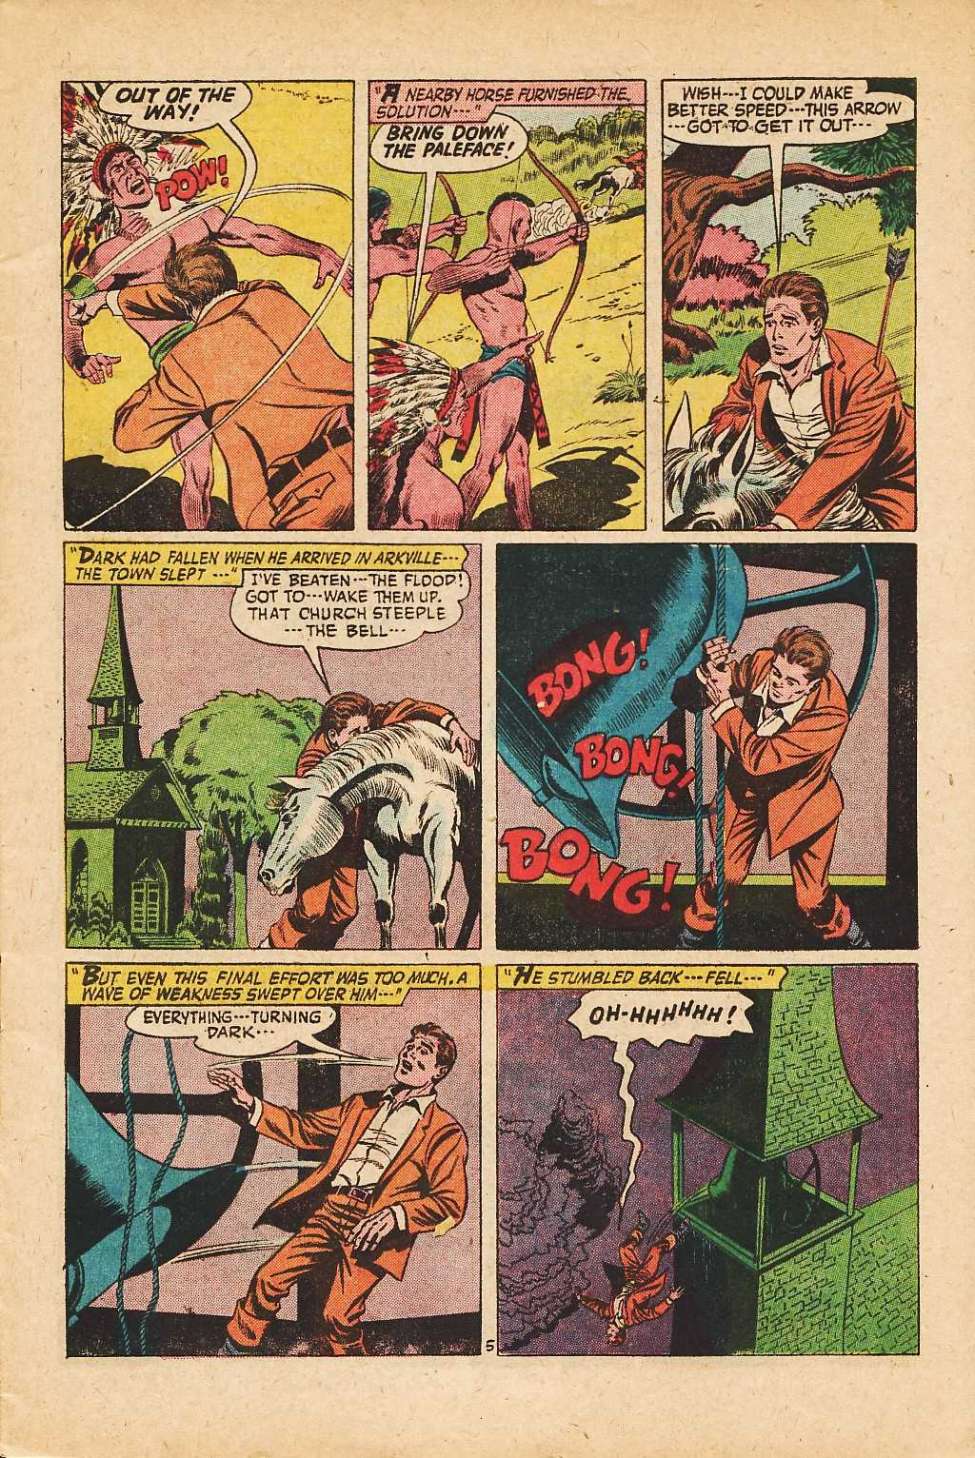 OUT OF THE
WAY!
POW!
"A NEARBY HORSE FURNISHED THE
SOLUTION---"
BRING DOWN
THE PALEFACE!
WISH---I COULD MAKE
BETTER SPEED---THIS ARROW
---GOT TO GET IT OUT---
"DARK HAD FALLEN WHEN HE ARRIVED IN ARKVILLE---
THE TOWN SLEPT---"
I'VE BEATEN---THE FLOOD!
GOT TO---WAKE THEM UP.
THAT CHURCH STEEPLE
---THE BELL---
BONG!
BONG!
BONG!
"BUT EVEN THIS FINAL EFFORT WAS TOO MUCH. A
WAVE OF WEAKNESS SWEPT OVER HIM---"
EVERYTHING---TURNING
DARK---
"HE STUMBLED BACK---FELL---"
OH-HHHHHH!
5